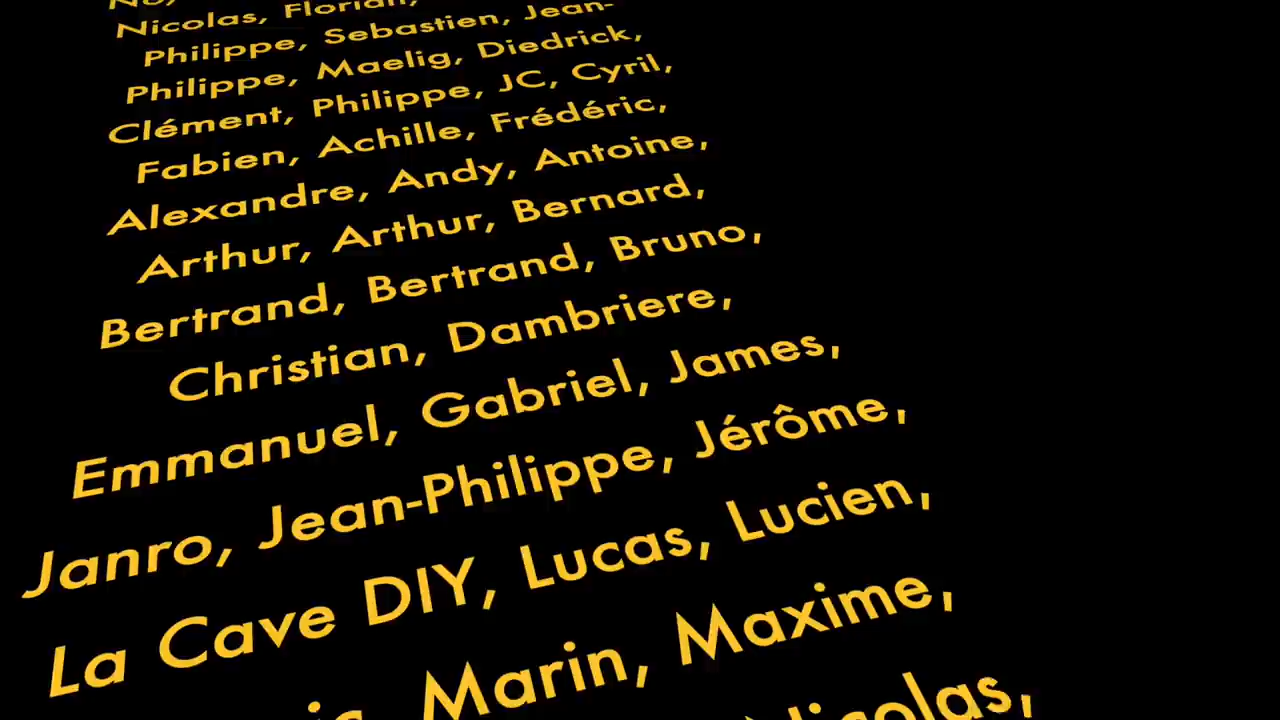 Nicolas, Florian,
Philippe, Sebastien, Jean-
Philippe, Maelig, Diedrick,
Clément, Philippe, JC, Cyril,
Fabien, Achille, Frédéric,
Alexandre, Andy, Antoine,
Arthur, Arthur, Bernard,
Bertrand, Bertrand, Bruno,
Christian, Dambriere,
Emmanuel, Gabriel, James,
Janro, Jean-Philippe, Jérôme,
La Cave DIY, Lucas, Lucien,
Marin, Maxime,
Nicolas,